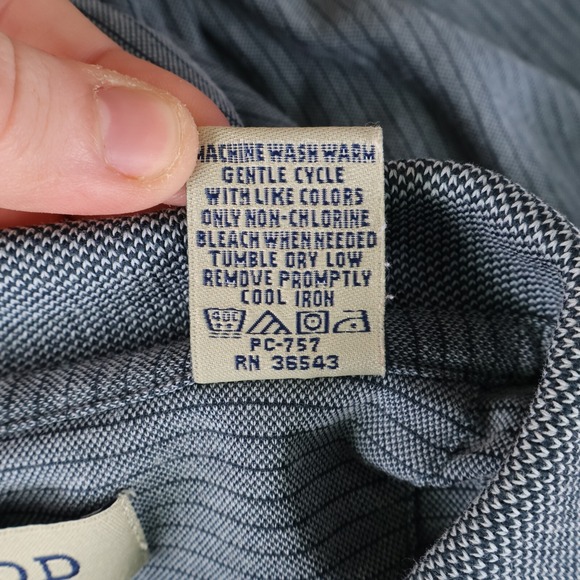 MACHINE WASH WARM
GENTLE CYCLE
WITH LIKE COLORS
ONLY NON-CHLORINE
BLEACH WHEN NEEDED
TUMBLE DRY LOW
REMOVE PROMPTLY
COOL IRON
40C
PC-757
RN 36543